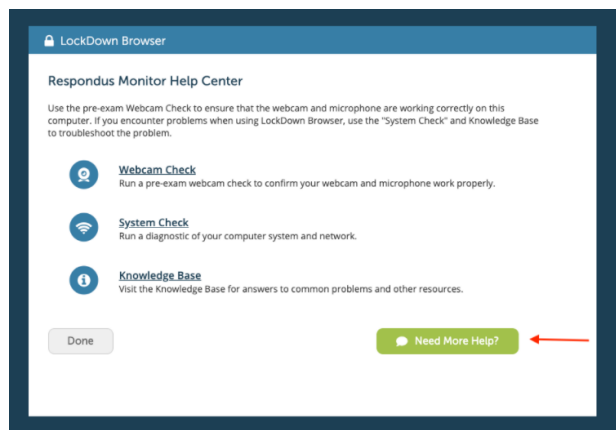 LockDown Browser
Respondus Monitor Help Center
Use the pre-exam Webcam Check to ensure that the webcam and microphone are working correctly on this
computer. If you encounter problems when using LockDown Browser, use the "System Check" and Knowledge Base
to troubleshoot the problem.
Webcam Check
Run a pre-exam webcam check to confirm your webcam and microphone work properly.
System Check
Run a diagnostic of your computer system and network.
Knowledge Base
Visit the Knowledge Base for answers to common problems and other resources.
Done
Need More Help?